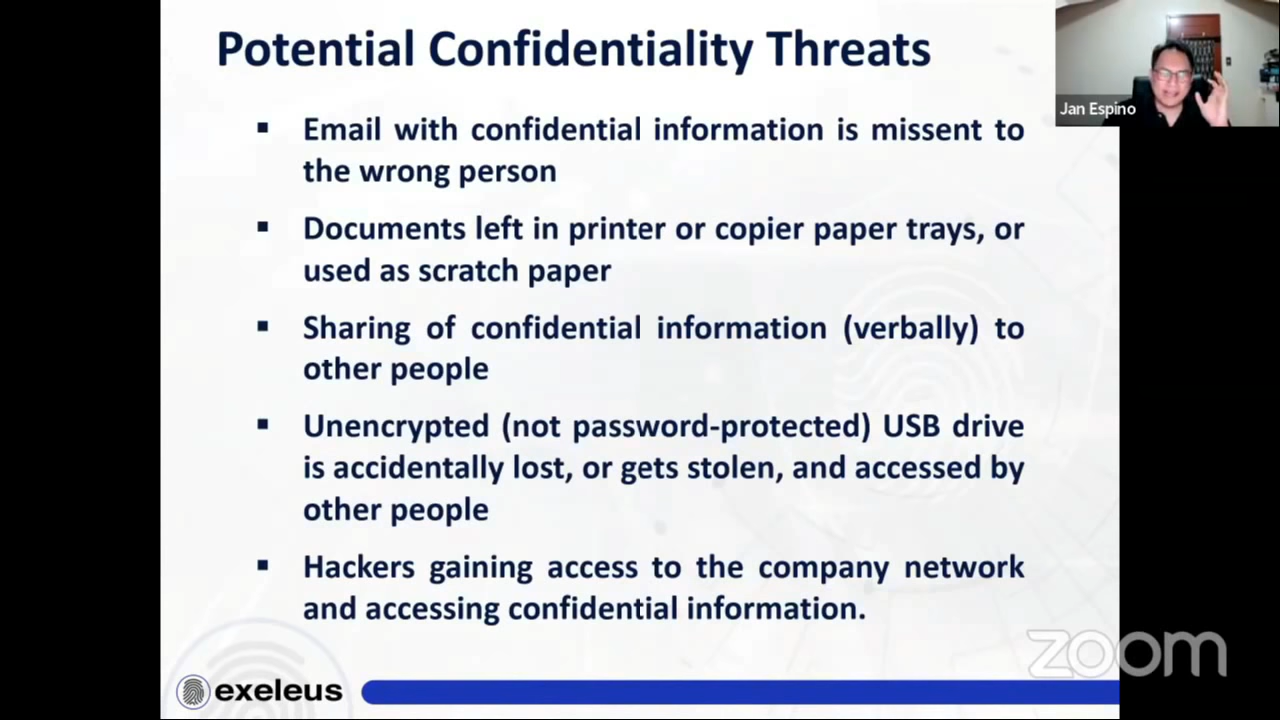 Potential Confidentiality Threats
Jan Espino
▪ Email with confidential information is missent to
the wrong person
▪ Documents left in printer or copier paper trays, or
used as scratch paper
▪ Sharing of confidential information (verbally) to
other people
▪ Unencrypted (not password-protected) USB drive
is accidentally lost, or gets stolen, and accessed by
other people
▪ Hackers gaining access to the company network
and accessing confidential information.
zoom
exeleus